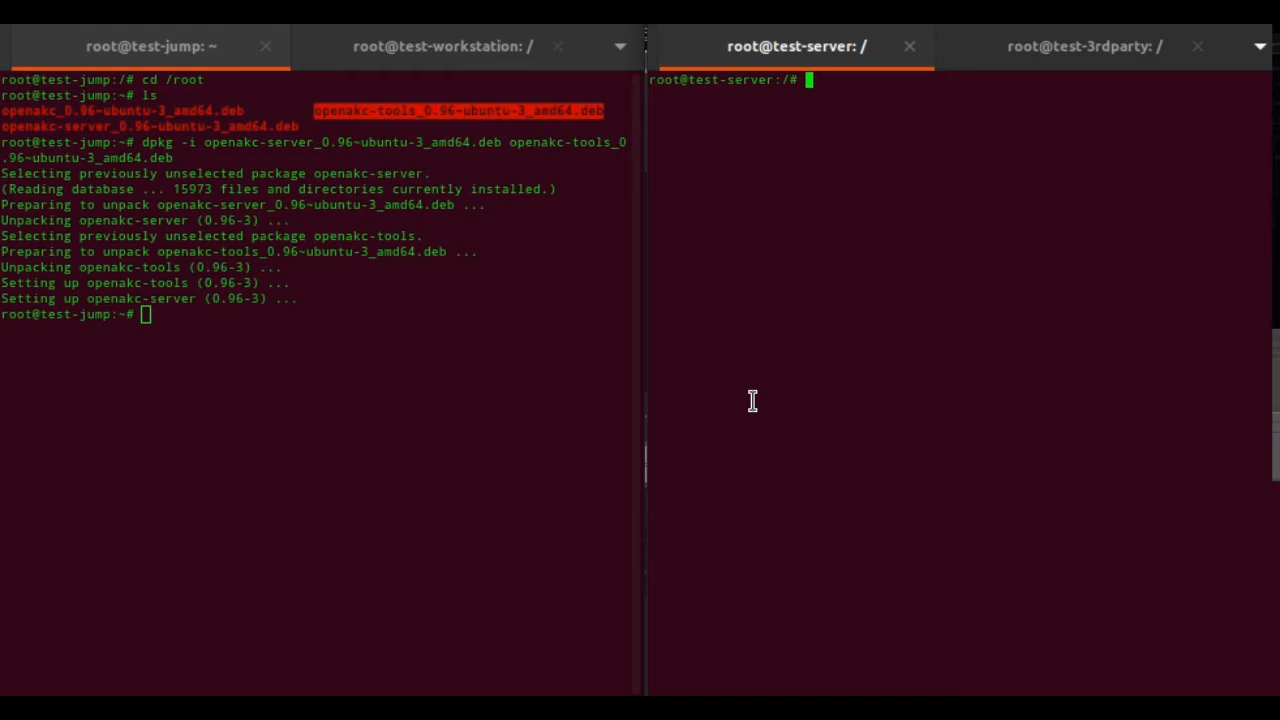 root@test-jump: ~
root@test-workstation: /
root@test-server: /
root@test-3rdparty: /
root@test-jump:/# cd /root
root@test-jump:~# ls
openakc_0.96~ubuntu-3_amd64.deb openakc-tools_0.96~ubuntu-3_amd64.deb
openakc-server_0.96~ubuntu-3_amd64.deb
root@test-jump:~# dpkg -i openakc-server_0.96~ubuntu-3_amd64.deb openakc-tools_0
.96~ubuntu-3_amd64.deb
Selecting previously unselected package openakc-server.
(Reading database ... 15973 files and directories currently installed.)
Preparing to unpack openakc-server_0.96~ubuntu-3_amd64.deb ...
Unpacking openakc-server (0.96-3) ...
Selecting previously unselected package openakc-tools.
Preparing to unpack openakc-tools_0.96~ubuntu-3_amd64.deb ...
Unpacking openakc-tools (0.96-3) ...
Setting up openakc-tools (0.96-3) ...
Setting up openakc-server (0.96-3) ...
root@test-jump:~#
root@test-server:/#